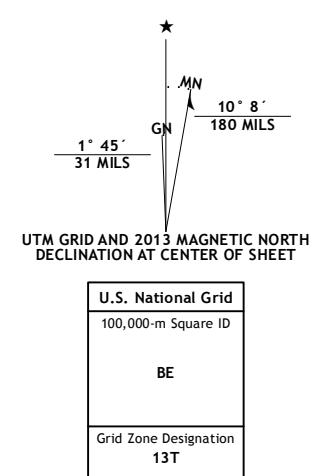 ★
MN
10° 8´
180 MILS
GN
1° 45´
31 MILS
UTM GRID AND 2013 MAGNETIC NORTH
DECLINATION AT CENTER OF SHEET
U.S. National Grid
100,000-m Square ID
BE
Grid Zone Designation
13T